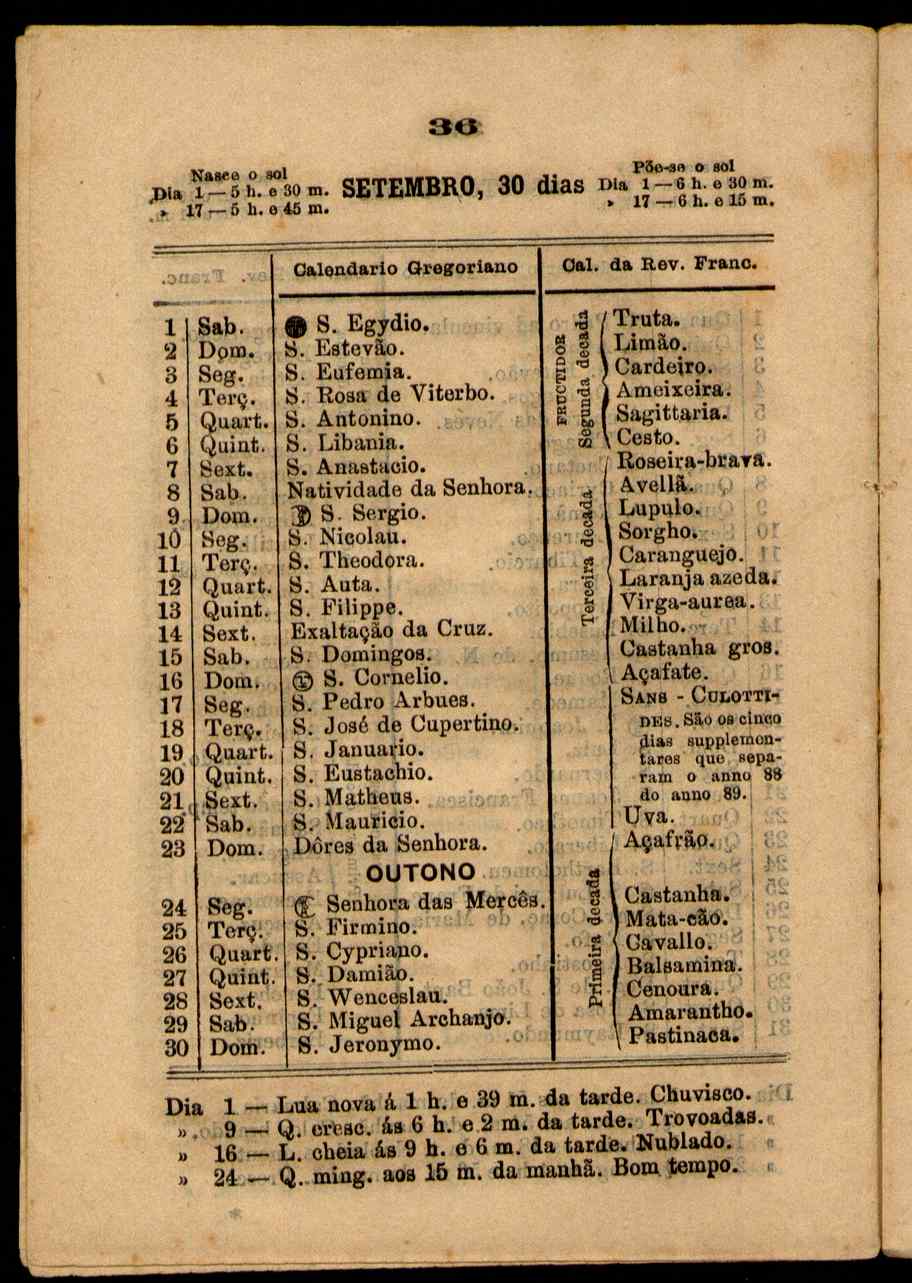 36
Nasce o sol
Dia 1 — 5 h. e 30 m.
» 17 — 5 h. e 45 m.
SETEMBRO, 30 dias
Põe-se o sol
Dia 1 — 6 h. e 30 m.
» 17 — 6 h. e 15 m.
Calendario Gregoriano | Cal. da Rev. Franc.
FRUCTIDOR
Segunda decada
1 | Sab. | S. Egydio. | Truta.
2 | Dom. | S. Estevão. | Limão.
3 | Seg. | S. Eufemia. | Cardeiro.
4 | Terç. | S. Rosa de Viterbo. | Ameixeira.
5 | Quart. | S. Antonino. | Sagittaria.
6 | Quint. | S. Libania. | Cesto.
Terceira decada
7 | Sext. | S. Anastacio. | Roseira-brava.
8 | Sab. | Natividade da Senhora. | Avellã.
9 | Dom. | S. Sergio. | Lupulo.
10 | Seg. | S. Nicolau. | Sorgho.
11 | Terç. | S. Theodora. | Caranguejo.
12 | Quart. | S. Auta. | Laranja azeda.
13 | Quint. | S. Filippe. | Virga-aurea.
14 | Sext. | Exaltação da Cruz. | Milho.
15 | Sab. | S. Domingos. | Castanha gros.
16 | Dom. | S. Cornelio. | Açafate.
17 | Seg. | S. Pedro Arbues. | SANS-CULOTTI-
18 | Terç. | S. José de Cupertino. | DES. São os cinco
19 | Quart. | S. Januario. | dias supplemen-
tares que sepa-
20 | Quint. | S. Eustachio. | ram o anno 88
21 | Sext. | S. Matheus. | do anno 89.
22 | Sab. | S. Mauricio. | Uva.
Primeira decada
23 | Dom. | Dôres da Senhora. | Açafrão.
OUTONO
24 | Seg. | Senhora das Mercês. | Castanha.
25 | Terç. | S. Firmino. | Mata-cão.
26 | Quart. | S. Cypriano. | Cavallo.
27 | Quint. | S. Damião. | Balsamina.
28 | Sext. | S. Wenceslau. | Cenoura.
29 | Sab. | S. Miguel Archanjo. | Amarantho.
30 | Dom. | S. Jeronymo. | Pastinaca.
Dia 1 — Lua nova á 1 h. e 39 m. da tarde. Chuvisco.
» 9 — Q. cresc. ás 6 h. e 2 m. da tarde. Trovoadas.
» 16 — L. cheia ás 9 h. e 6 m. da tarde. Nublado.
» 24 — Q. ming. aos 15 m. da manhã. Bom tempo.